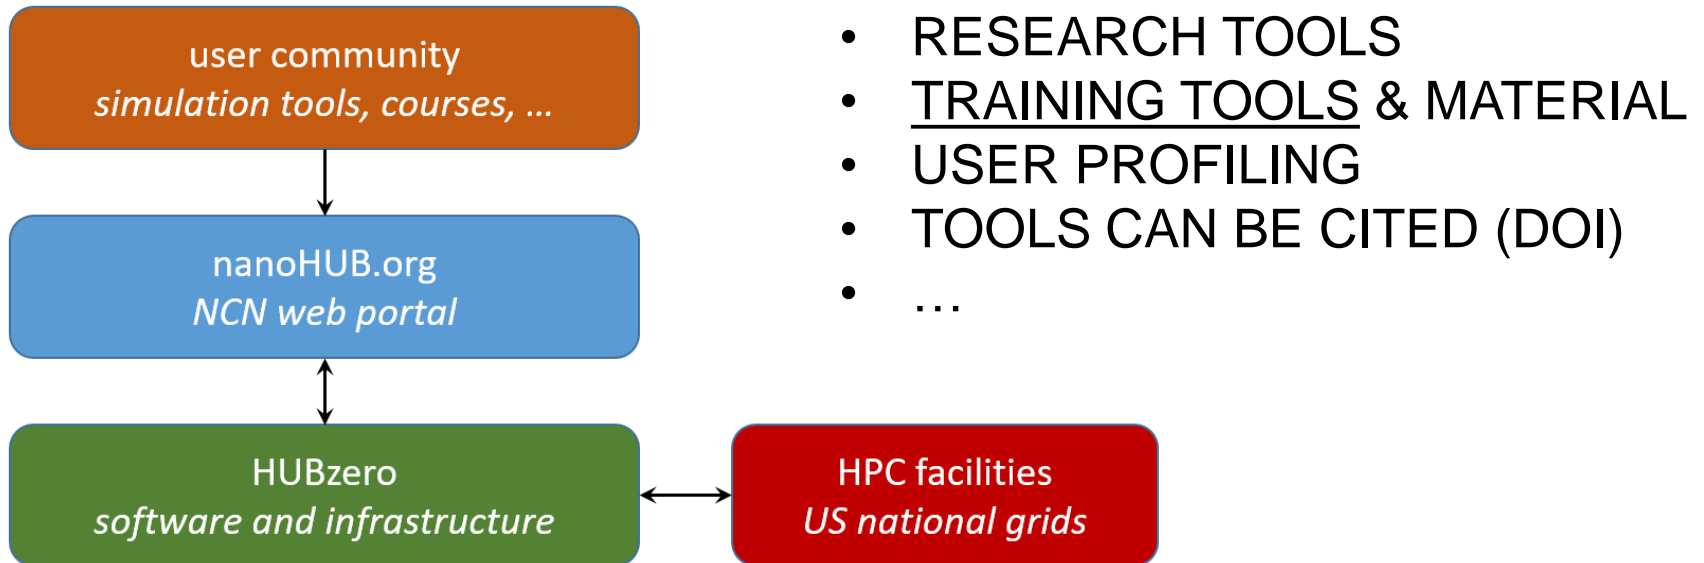 user community
simulation tools, courses, ...
nanoHUB.org
NCN web portal
HUBzero
software and infrastructure
HPC facilities
US national grids
• RESEARCH TOOLS
• TRAINING TOOLS & MATERIAL
• USER PROFILING
• TOOLS CAN BE CITED (DOI)
• …